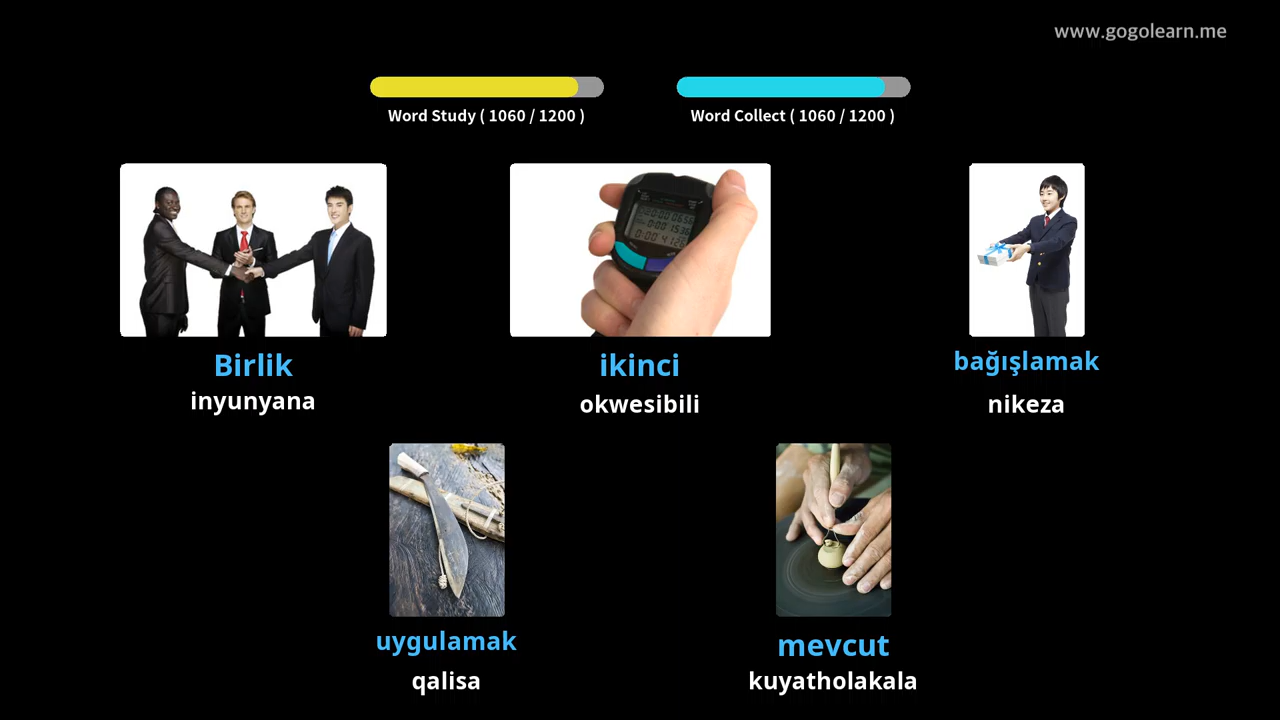 www.gogolearn.me
Word Study ( 1060 / 1200 )
Word Collect ( 1060 / 1200 )
Birlik
inyunyana
ikinci
okwesibili
bağışlamak
nikeza
uygulamak
qalisa
mevcut
kuyatholakala